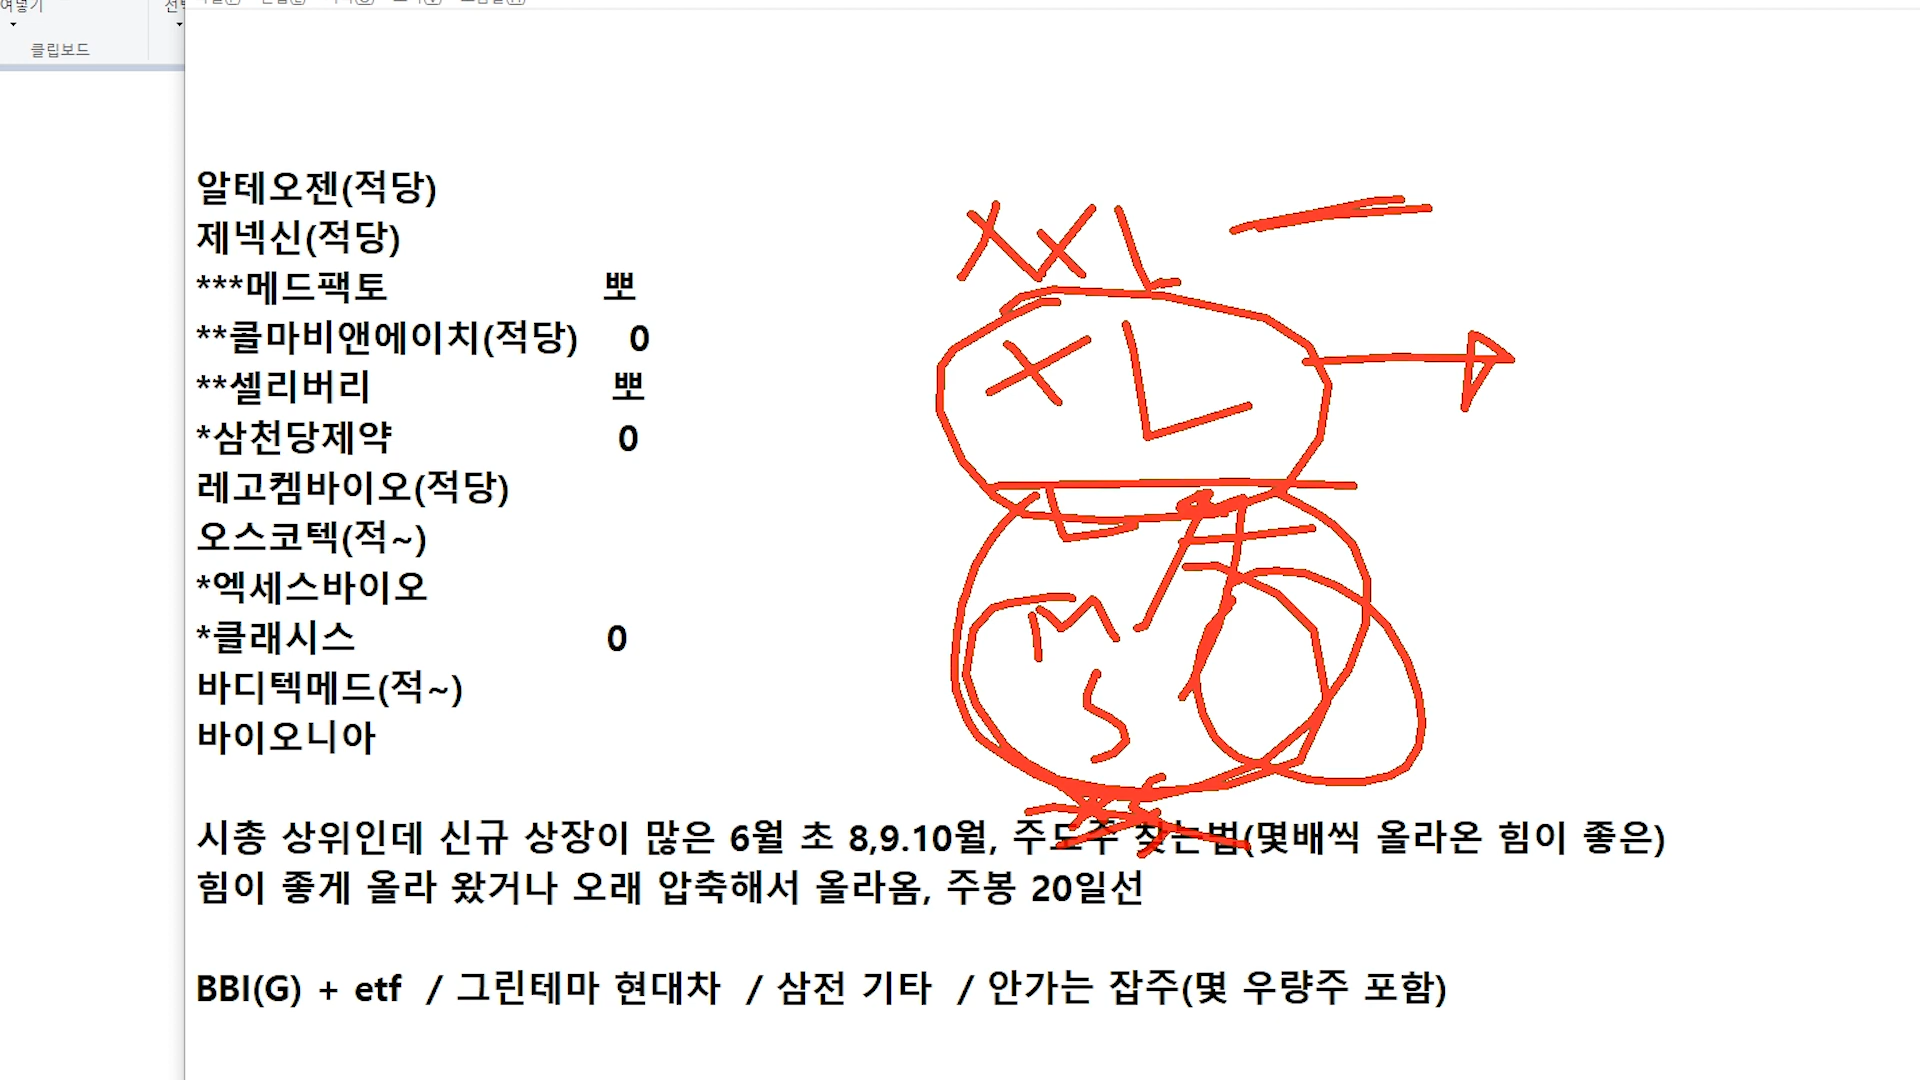 클립보드
알테오젠(적당)
제넥신(적당)
***메드팩토 뽀
**콜마비앤에이치(적당) 0
**셀리버리 뽀
*삼천당제약 0
레고켐바이오(적당)
오스코텍(적~)
*엑세스바이오
*클래시스 0
바디텍메드(적~)
바이오니아
XXL
XL
L
M
S
시총 상위인데 신규 상장이 많은 6월 초 8,9.10월, 주도주 찾는법(몇배씩 올라온 힘이 좋은)
힘이 좋게 올라 왔거나 오래 압축해서 올라옴, 주봉 20일선
BBI(G) + etf / 그린테마 현대차 / 삼전 기타 / 안가는 잡주(몇 우량주 포함)